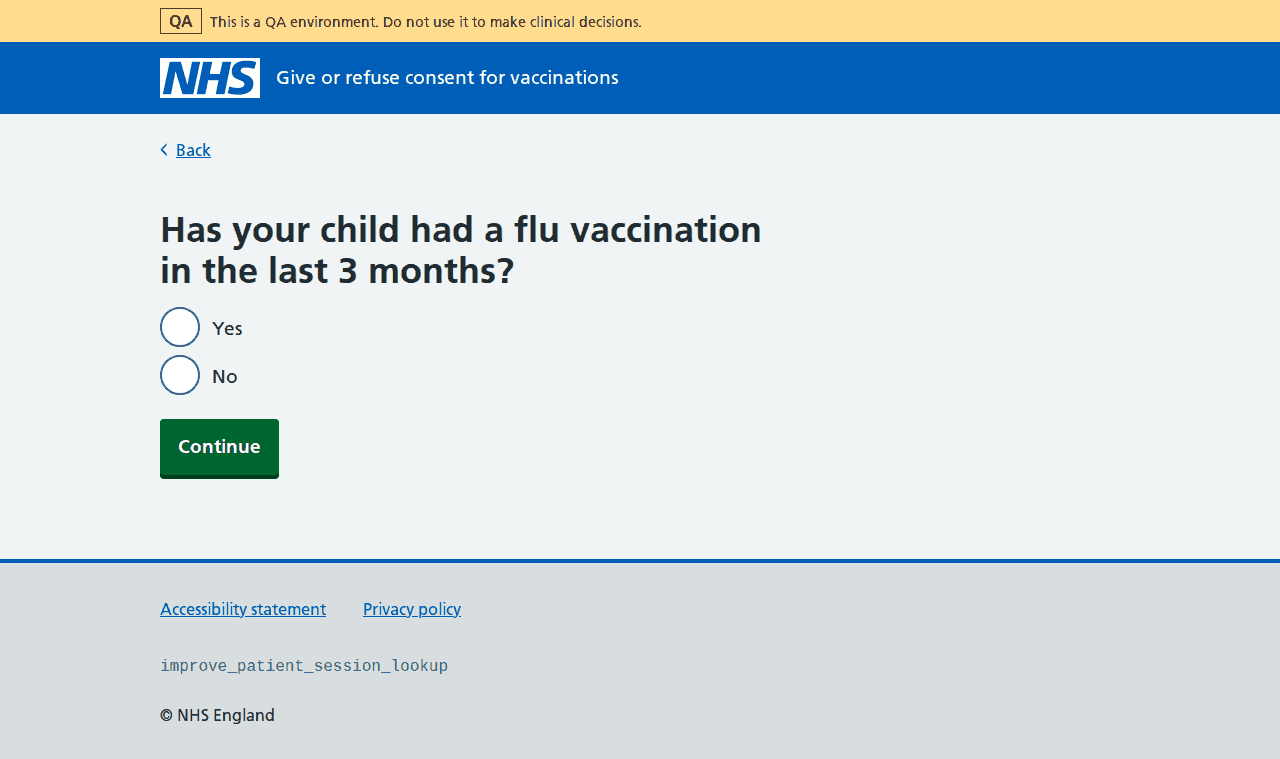 QA This is a QA environment. Do not use it to make clinical decisions.
NHS Give or refuse consent for vaccinations
Back
Has your child had a flu vaccination
in the last 3 months?
Yes
No
Continue
Accessibility statement Privacy policy
improve_patient_session_lookup
© NHS England